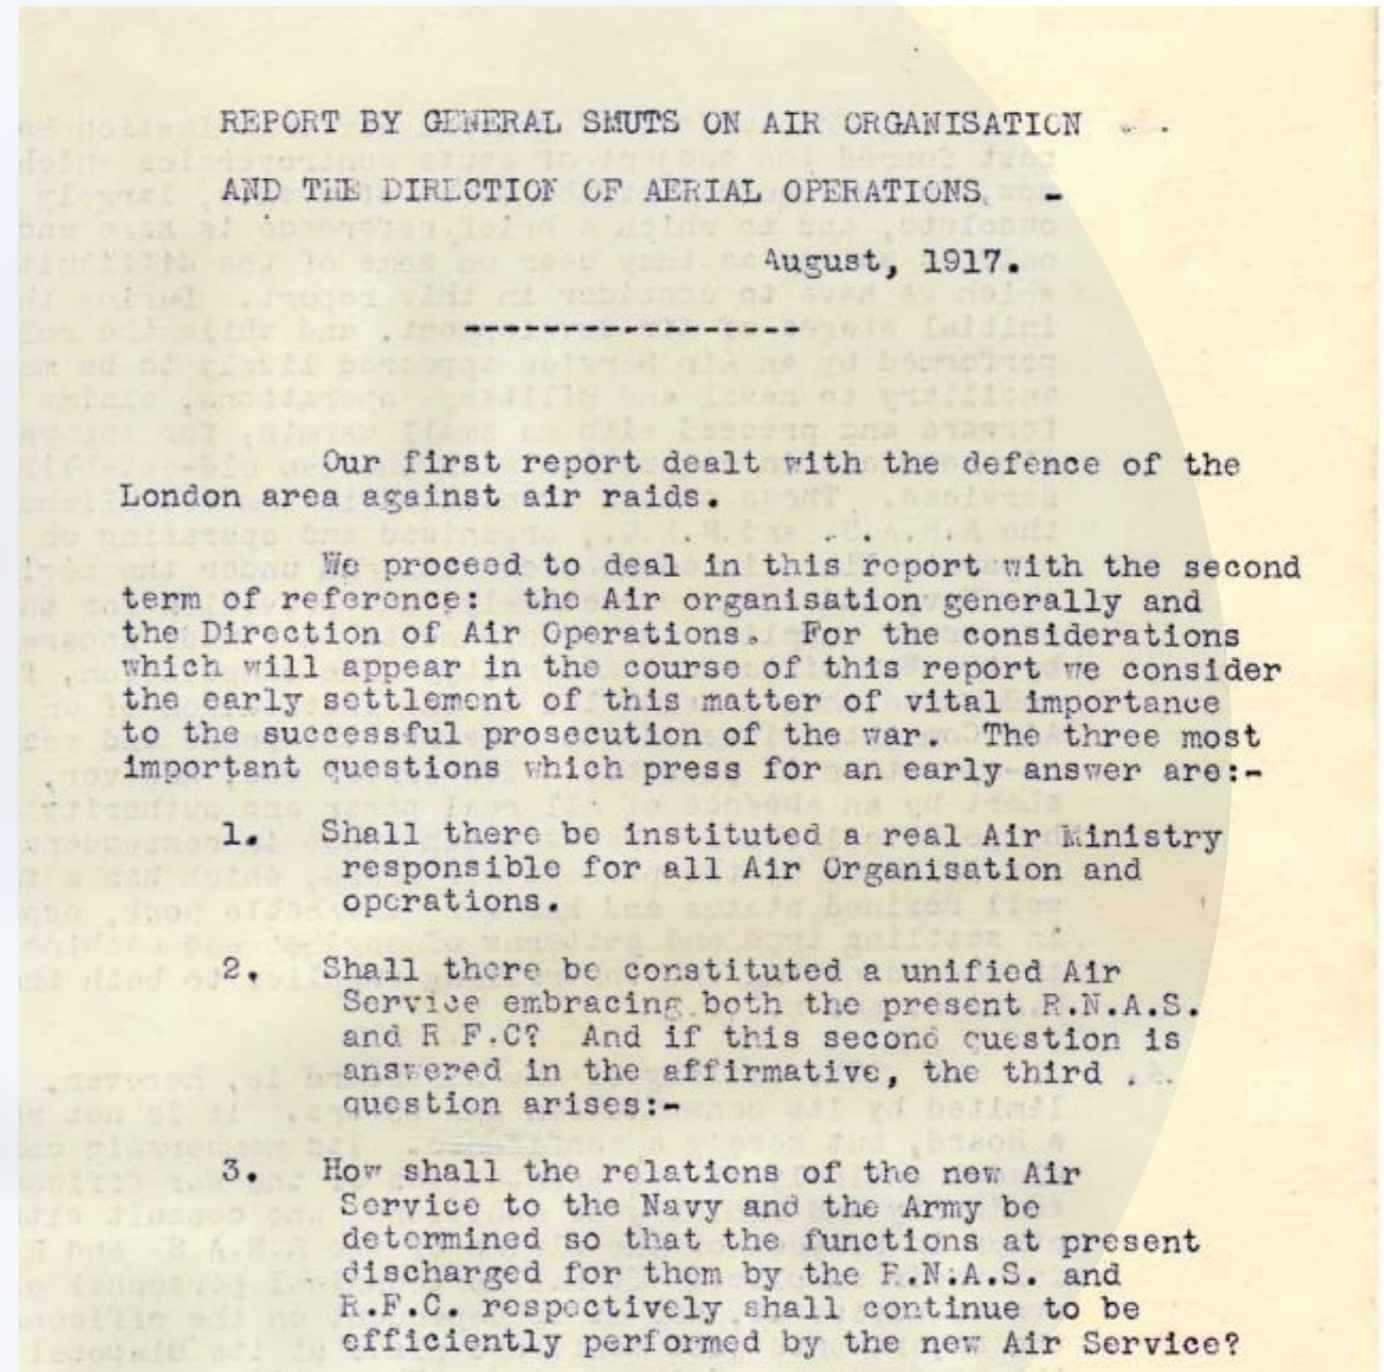 REPORT BY GENERAL SMUTS ON AIR ORGANISATION
AND THE DIRECTION OF AERIAL OPERATIONS. -
August, 1917.
-----------------
Our first report dealt with the defence of the
London area against air raids.
We proceed to deal in this report with the second
term of reference: the Air organisation generally and
the Direction of Air Operations. For the considerations
which will appear in the course of this report we consider
the early settlement of this matter of vital importance
to the successful prosecution of the war. The three most
important questions which press for an early answer are:-
1. Shall there be instituted a real Air Ministry
responsible for all Air Organisation and
operations.
2. Shall there be constituted a unified Air
Service embracing both the present R.N.A.S.
and R F.C? And if this second question is
answered in the affirmative, the third
question arises:-
3. How shall the relations of the new Air
Service to the Navy and the Army be
determined so that the functions at present
discharged for them by the R.N.A.S. and
R.F.C. respectively shall continue to be
efficiently performed by the new Air Service?